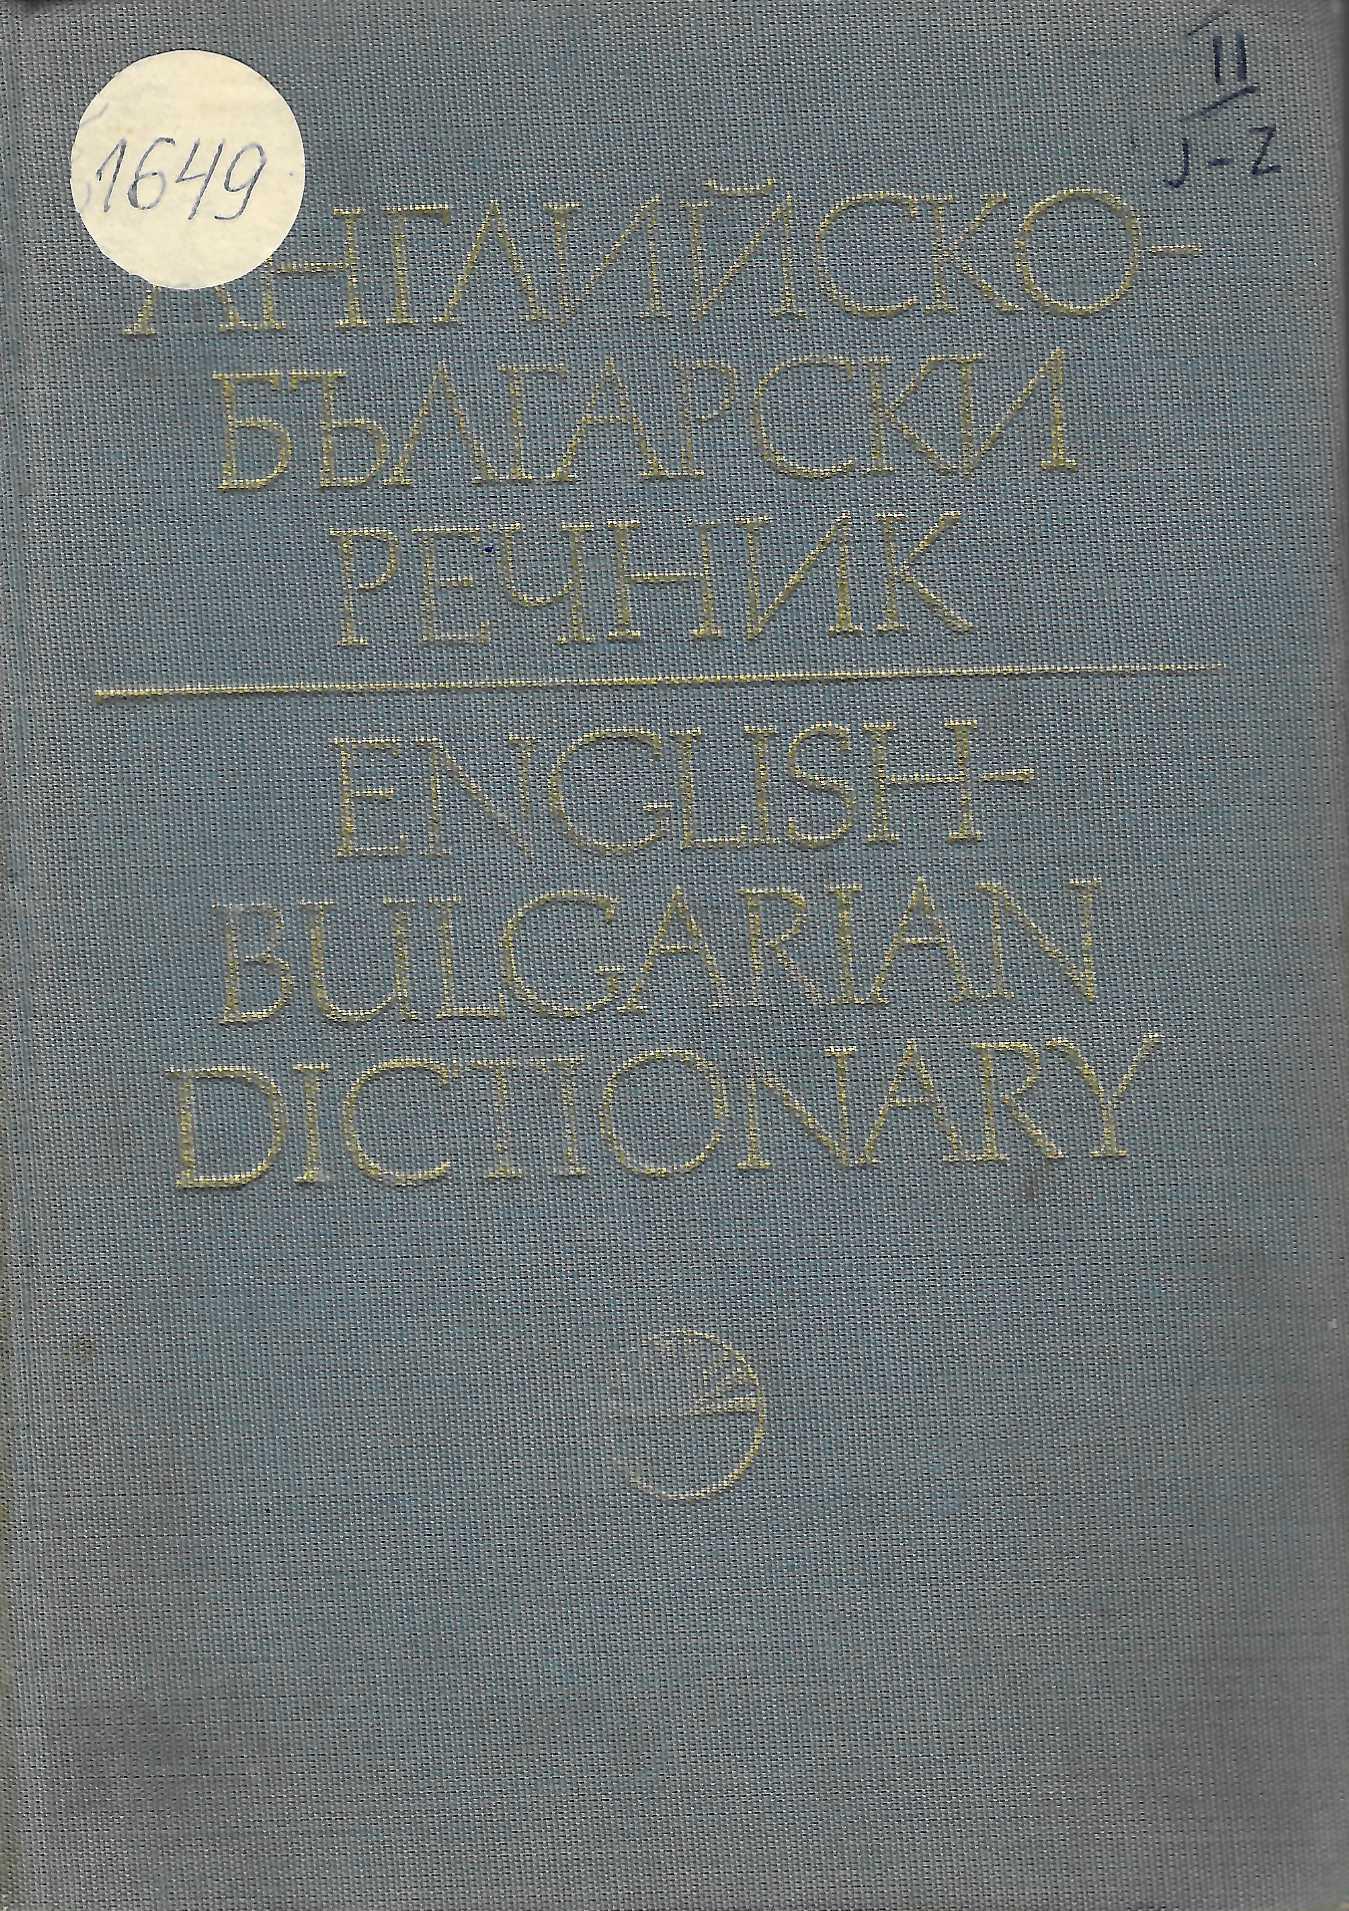 II
J-Z
1649
АНГЛИЙСКО-
БЪЛГАРСКИ
РЕЧНИК
ENGLISH-
BULGARIAN
DICTIONARY